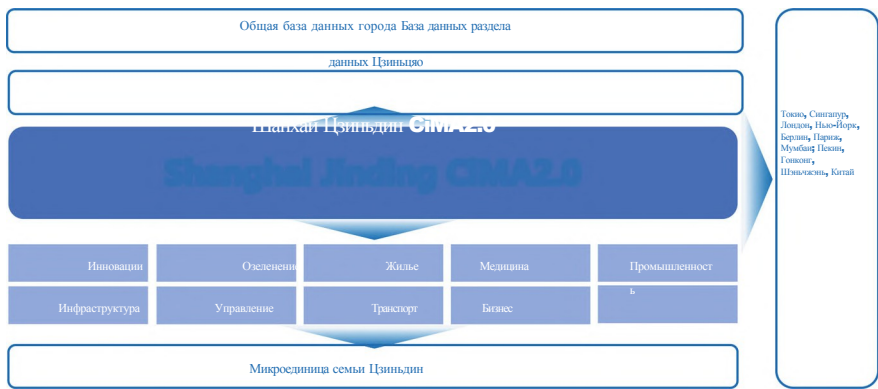 Общая база данных города База данных раздела
данных Цзиньцяо
Шанхай Цзиньдин CIMA2.0
Shanghai Jinding CIMA2.0
Инновации
Озеленение
Жилье
Медицина
Промышленност
ь
Инфраструктура
Управление
Транспорт
Бизнес
Микроединица семьи Цзиньдин
Токио, Сингапур,
Лондон, Нью-Йорк,
Берлин, Париж,
Мумбаи; Пекин,
Гонконг,
Шэньчжэнь, Китай